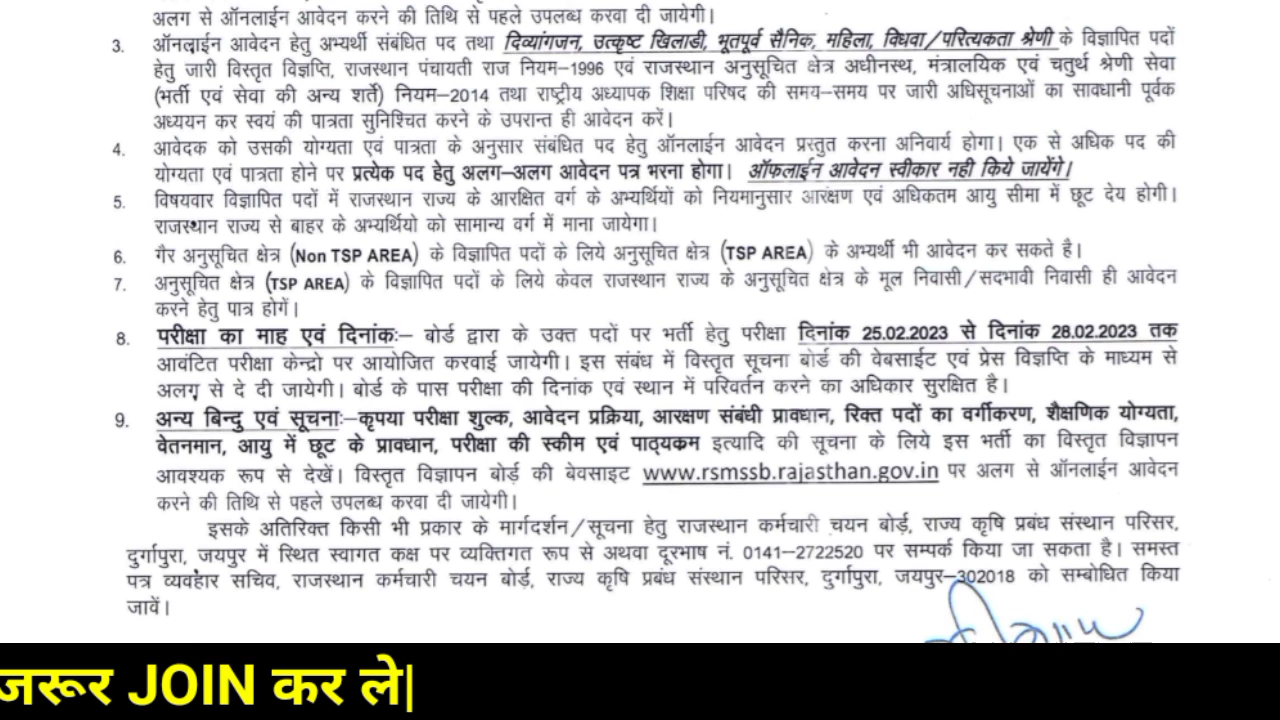 अलग से ऑनलाईन आवेदन करने की तिथि से पहले उपलब्ध करवा दी जायेगी।
3. ऑनलाईन आवेदन हेतु अभ्यर्थी संबंधित पद तथा दिव्यांगजन, उत्कृष्ट खिलाडी, भूतपूर्व सैनिक, महिला, विधवा/परित्यकता श्रेणी के विज्ञापित पदों
हेतु जारी विस्तृत विज्ञप्ति, राजस्थान पंचायती राज नियम–1996 एवं राजस्थान अनुसूचित क्षेत्र अधीनस्थ, मंत्रालयिक एवं चतुर्थ श्रेणी सेवा
(भर्ती एवं सेवा की अन्य शर्ते) नियम–2014 तथा राष्ट्रीय अध्यापक शिक्षा परिषद की समय–समय पर जारी अधिसूचनाओं का सावधानी पूर्वक
अध्ययन कर स्वयं की पात्रता सुनिश्चित करने के उपरान्त ही आवेदन करें।
4. आवेदक को उसकी योग्यता एवं पात्रता के अनुसार संबंधित पद हेतु ऑनलाईन आवेदन प्रस्तुत करना अनिवार्य होगा। एक से अधिक पद की
योग्यता एवं पात्रता होने पर प्रत्येक पद हेतु अलग–अलग आवेदन पत्र भरना होगा। ऑफलाईन आवेदन स्वीकार नही किये जायेंगे।
5. विषयवार विज्ञापित पदों में राजस्थान राज्य के आरक्षित वर्ग के अभ्यर्थियों को नियमानुसार आरक्षण एवं अधिकतम आयु सीमा में छूट देय होगी।
राजस्थान राज्य से बाहर के अभ्यर्थियो को सामान्य वर्ग में माना जायेगा।
6. गैर अनुसूचित क्षेत्र (Non TSP AREA) के विज्ञापित पदों के लिये अनुसूचित क्षेत्र (TSP AREA) के अभ्यर्थी भी आवेदन कर सकते है।
7. अनुसूचित क्षेत्र (TSP AREA) के विज्ञापित पदों के लिये केवल राजस्थान राज्य के अनुसूचित क्षेत्र के मूल निवासी/सदभावी निवासी ही आवेदन
करने हेतु पात्र होगें।
8. परीक्षा का माह एवं दिनांकः– बोर्ड द्वारा के उक्त पदों पर भर्ती हेतु परीक्षा दिनांक 25.02.2023 से दिनांक 28.02.2023 तक
आवंटित परीक्षा केन्द्रो पर आयोजित करवाई जायेगी। इस संबंध में विस्तृत सूचना बोर्ड की वेबसाईट एवं प्रेस विज्ञप्ति के माध्यम से
अलग से दे दी जायेगी। बोर्ड के पास परीक्षा की दिनांक एवं स्थान में परिवर्तन करने का अधिकार सुरक्षित है।
9. अन्य बिन्दु एवं सूचनाः–कृपया परीक्षा शुल्क, आवेदन प्रक्रिया, आरक्षण संबंधी प्रावधान, रिक्त पदों का वर्गीकरण, शैक्षणिक योग्यता,
वेतनमान, आयु में छूट के प्रावधान, परीक्षा की स्कीम एवं पाठ्यक्रम इत्यादि की सूचना के लिये इस भर्ती का विस्तृत विज्ञापन
आवश्यक रूप से देखें। विस्तृत विज्ञापन बोर्ड़ की बेवसाइट www.rsmssb.rajasthan.gov.in पर अलग से ऑनलाईन आवेदन
करने की तिथि से पहले उपलब्ध करवा दी जायेगी।
इसके अतिरिक्त किसी भी प्रकार के मार्गदर्शन/सूचना हेतु राजस्थान कर्मचारी चयन बोर्ड़, राज्य कृषि प्रबंध संस्थान परिसर,
दुर्गापुरा, जयपुर में स्थित स्वागत कक्ष पर व्यक्तिगत रूप से अथवा दूरभाष नं. 0141–2722520 पर सम्पर्क किया जा सकता है। समस्त
पत्र व्यवहार सचिव, राजस्थान कर्मचारी चयन बोर्ड़, राज्य कृषि प्रबंध संस्थान परिसर, दुर्गापुरा, जयपुर–302018 को सम्बोधित किया
जावें।
जरूर JOIN कर ले|